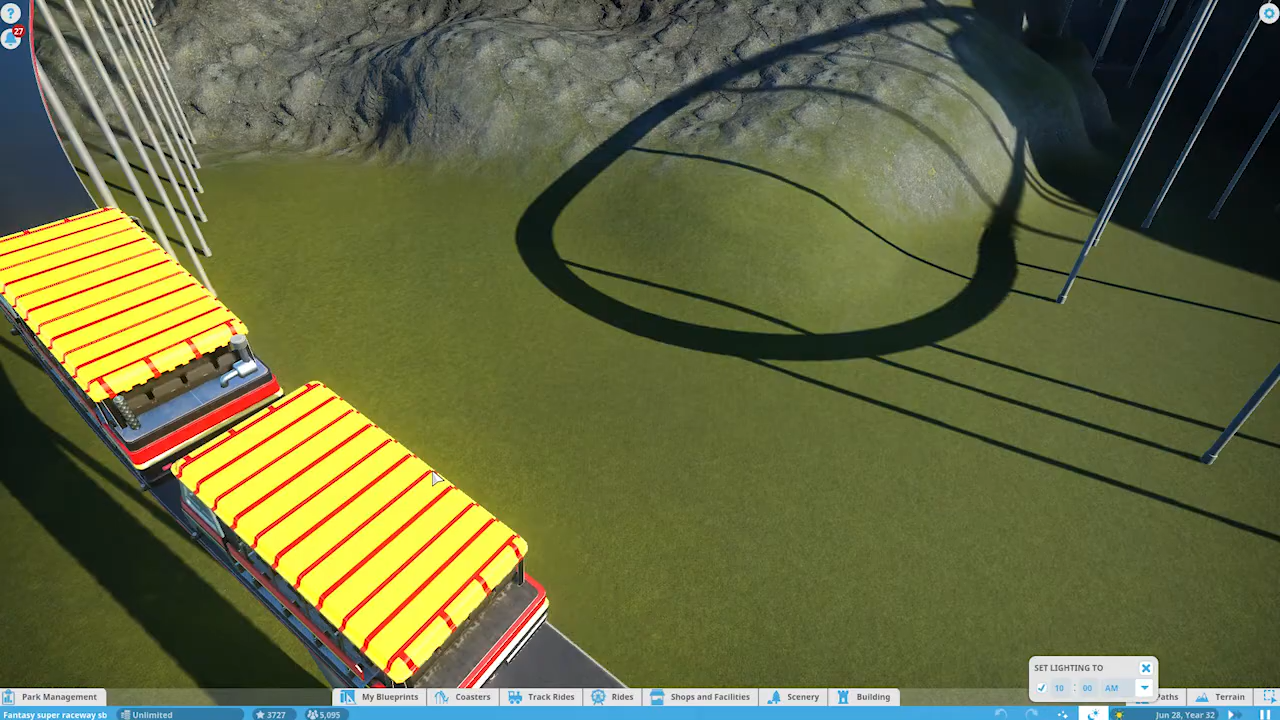 ?
27
SET LIGHTING TO
10 : 00 AM
Park Management
My Blueprints
Coasters
Track Rides
Rides
Shops and Facilities
Scenery
Building
Paths
Terrain
Fantasy super raceway sb
Unlimited
3727
5,095
Jun 28, Year 32